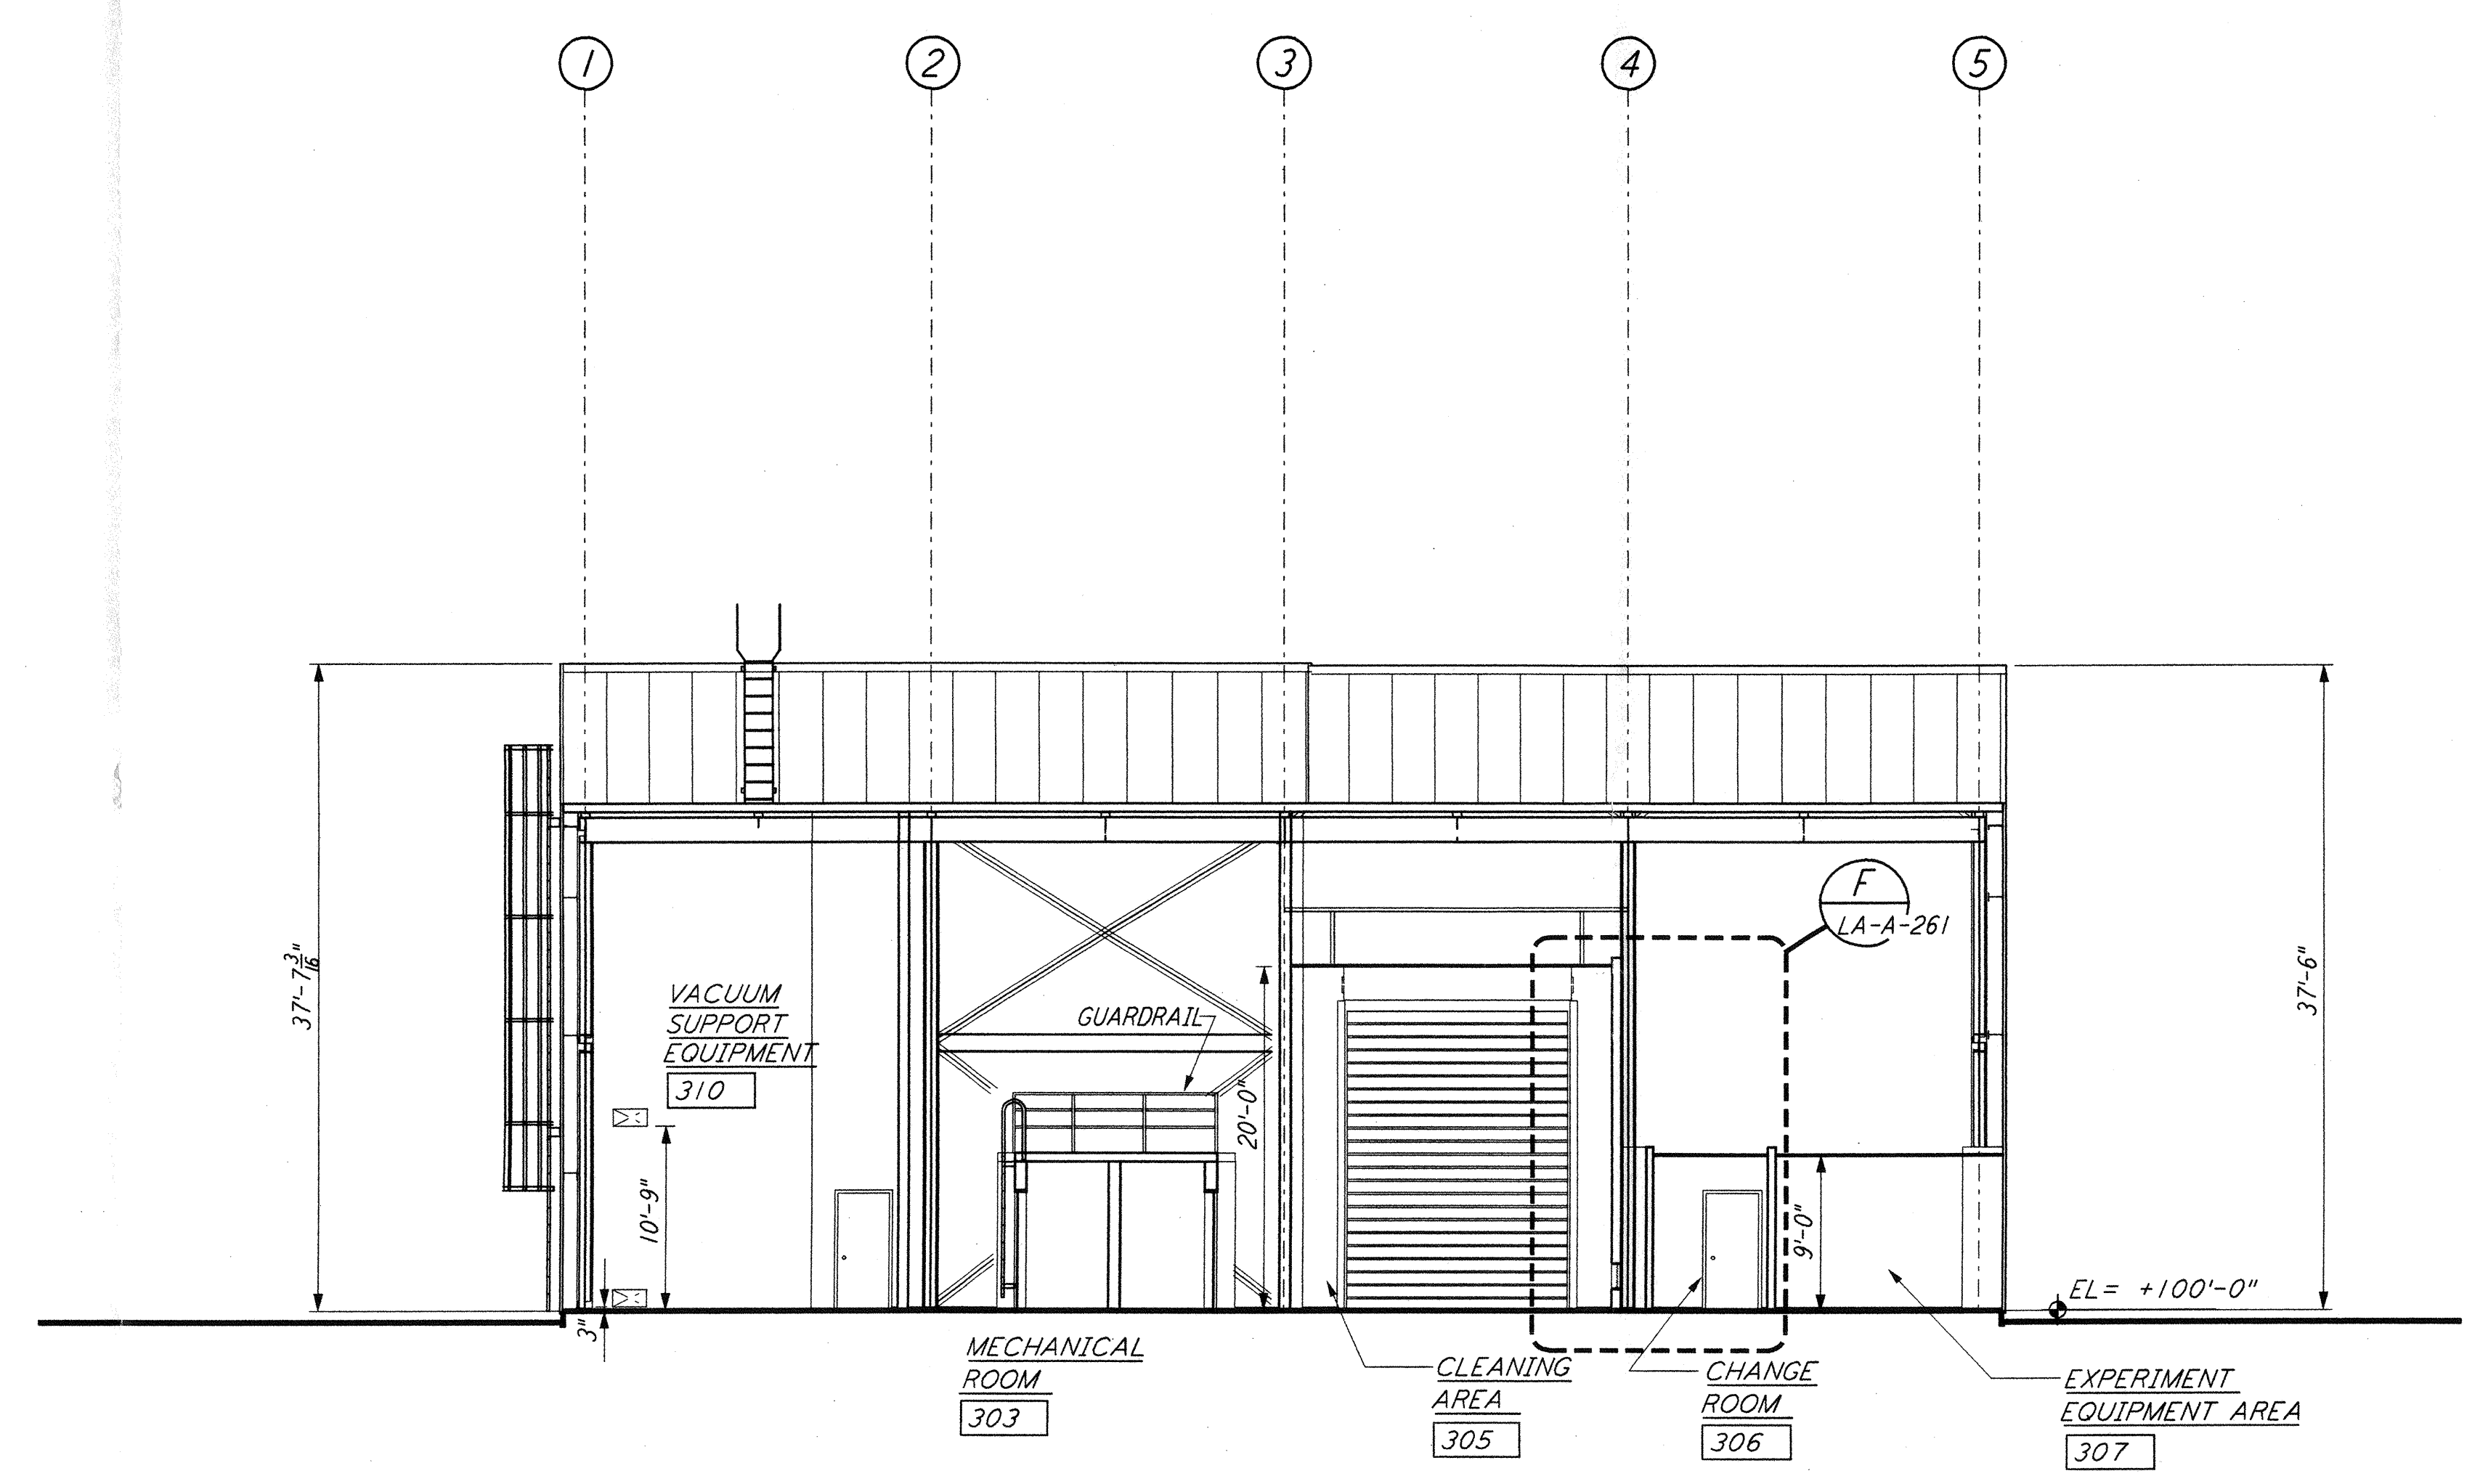 1 2 3 4 5
F
LA-A-261
37'-7 3/16"
37'-6"
VACUUM
SUPPORT
EQUIPMENT
310
GUARDRAIL
20'-0"
10'-9"
9'-0"
3"
EL= +100'-0"
MECHANICAL
ROOM
303
CLEANING
AREA
305
CHANGE
ROOM
306
EXPERIMENT
EQUIPMENT AREA
307